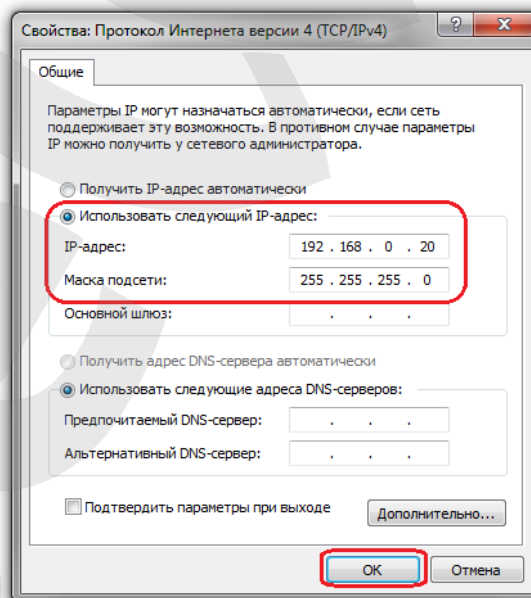 Свойства: Протокол Интернета версии 4 (TCP/IPv4)
Общие
Параметры IP могут назначаться автоматически, если сеть
поддерживает эту возможность. В противном случае параметры
IP можно получить у сетевого администратора.
Получить IP-адрес автоматически
Использовать следующий IP-адрес:
IP-адрес: 192 . 168 . 0 . 20
Маска подсети: 255 . 255 . 255 . 0
Основной шлюз: . . .
Получить адрес DNS-сервера автоматически
Использовать следующие адреса DNS-серверов:
Предпочитаемый DNS-сервер: . . .
Альтернативный DNS-сервер: . . .
Подтвердить параметры при выходе
Дополнительно...
ОК Отмена